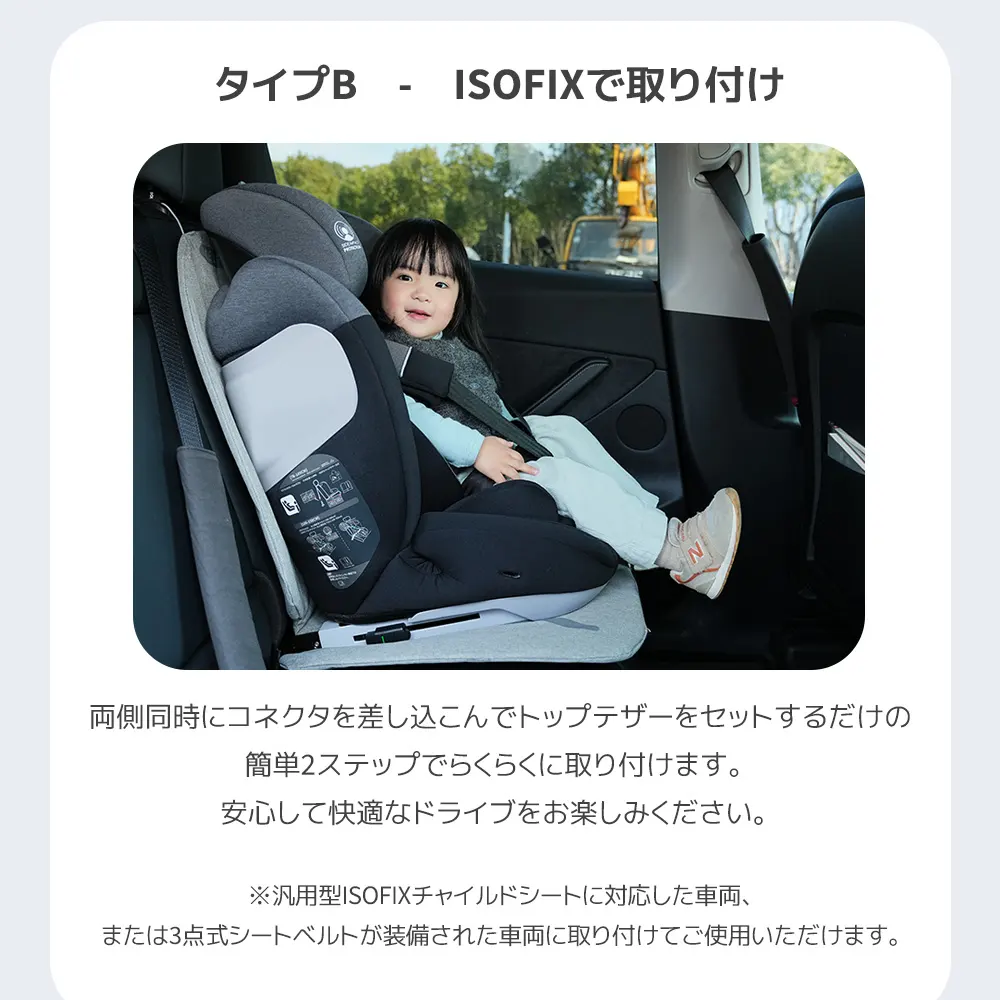 タイプB - ISOFIXで取り付け
N
両側同時にコネクタを差し込こんでトップテザーをセットするだけの
簡単2ステップでらくらくに取り付けます。
安心して快適なドライブをお楽しみください。
※汎用型ISOFIXチャイルドシートに対応した車両、
または3点式シートベルトが装備された車両に取り付けてご使用いただけます。